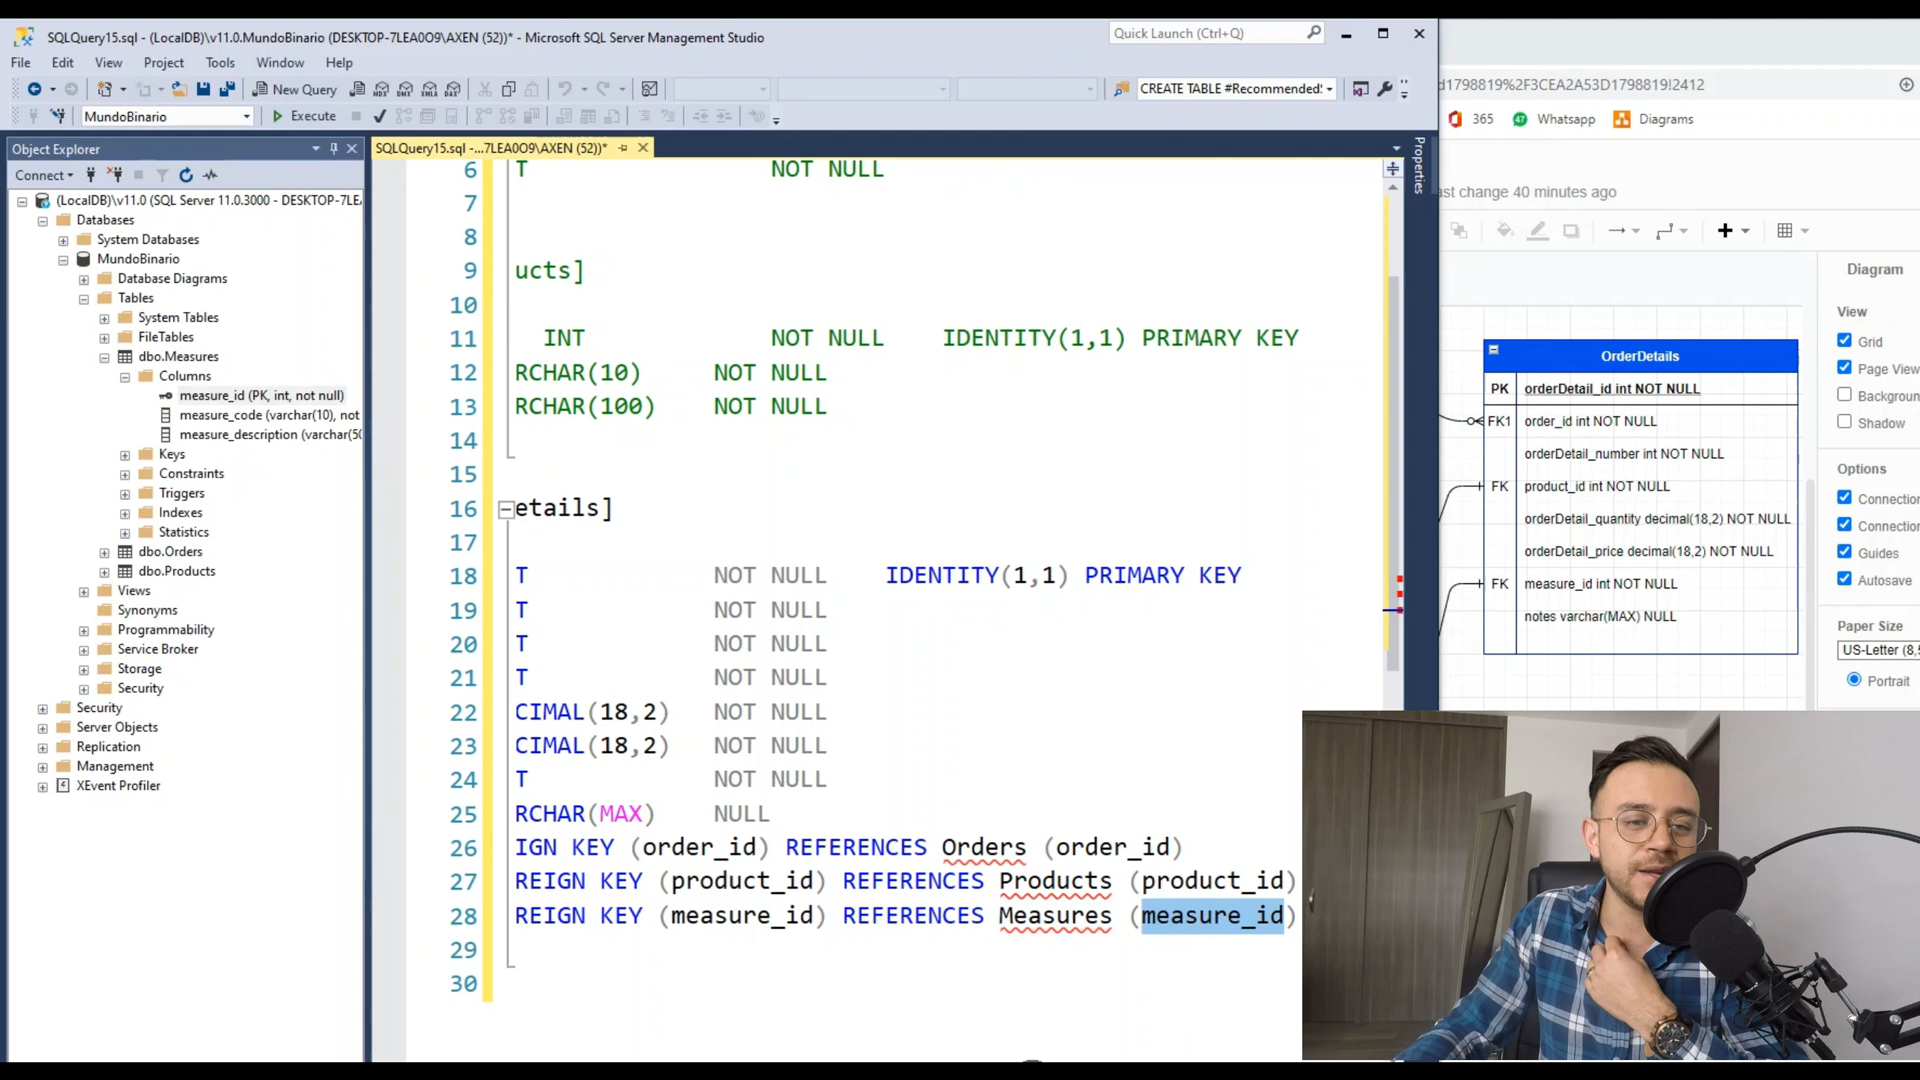 SQLQuery15.sql - (LocalDB)\v11.0.MundoBinario (DESKTOP-7LEA0O9\AXEN (52))* - Microsoft SQL Server Management Studio
Quick Launch (Ctrl+Q)
File Edit View Project Tools Window Help
New Query
CREATE TABLE #Recommended
MundoBinario
Execute
Object Explorer
Connect
(LocalDB)\v11.0 (SQL Server 11.0.3000 - DESKTOP-7LE
Databases
System Databases
MundoBinario
Database Diagrams
Tables
System Tables
FileTables
dbo.Measures
Columns
measure_id (PK, int, not null)
measure_code (varchar(10), not
measure_description (varchar(50
Keys
Constraints
Triggers
Indexes
Statistics
dbo.Orders
dbo.Products
Views
Synonyms
Programmability
Service Broker
Storage
Security
Security
Server Objects
Replication
Management
XEvent Profiler
SQLQuery15.sql -...7LEA0O9\AXEN (52))*
6 T NOT NULL
7
8
9 ucts]
10
11 INT NOT NULL IDENTITY(1,1) PRIMARY KEY
12 RCHAR(10) NOT NULL
13 RCHAR(100) NOT NULL
14
15
16 etails]
17
18 T NOT NULL IDENTITY(1,1) PRIMARY KEY
19 T NOT NULL
20 T NOT NULL
21 T NOT NULL
22 CIMAL(18,2) NOT NULL
23 CIMAL(18,2) NOT NULL
24 T NOT NULL
25 RCHAR(MAX) NULL
26 IGN KEY (order_id) REFERENCES Orders (order_id)
27 REIGN KEY (product_id) REFERENCES Products (product_id)
28 REIGN KEY (measure_id) REFERENCES Measures (measure_id)
29
30
Properties
d1798819%2F3CEA2A53D1798819!2412
365 Whatsapp Diagrams
ast change 40 minutes ago
OrderDetails
PK orderDetail_id int NOT NULL
FK1 order_id int NOT NULL
orderDetail_number int NOT NULL
FK product_id int NOT NULL
orderDetail_quantity decimal(18,2) NOT NULL
orderDetail_price decimal(18,2) NOT NULL
FK measure_id int NOT NULL
notes varchar(MAX) NULL
Diagram
View
Grid
Page View
Backgroun
Shadow
Options
Connection
Connection
Guides
Autosave
Paper Size
US-Letter (8,5
Portrait